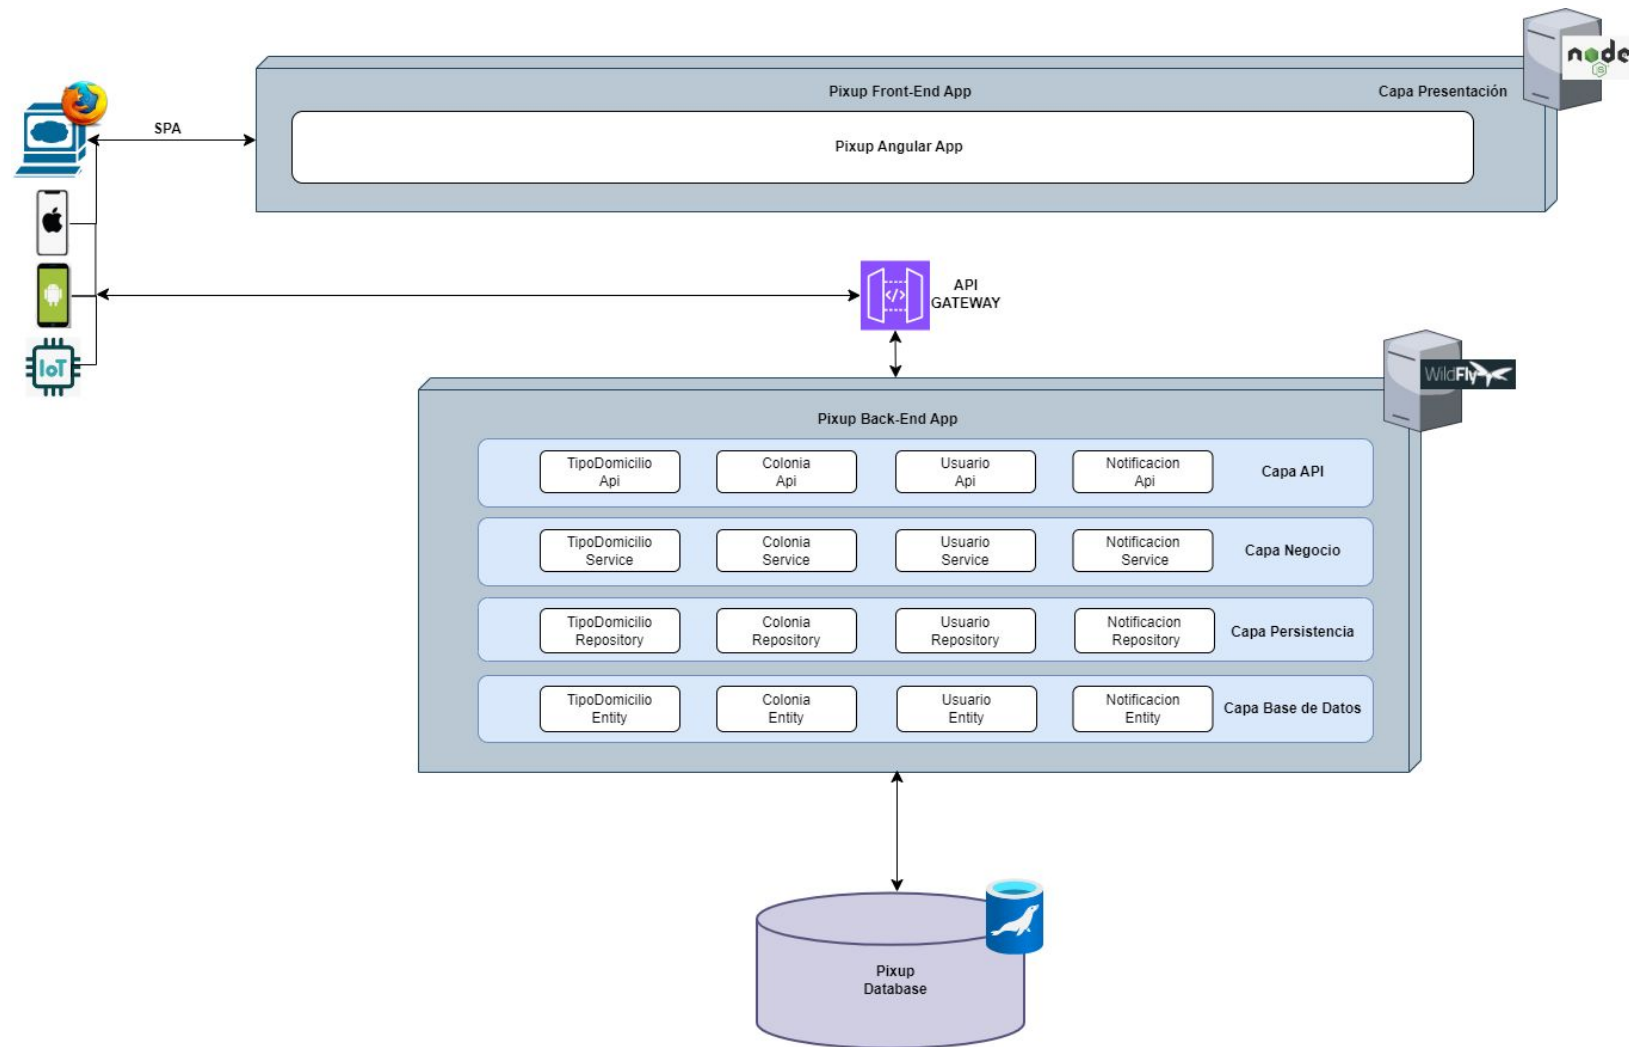 node
JS
Pixup Front-End App
Capa Presentación
SPA
Pixup Angular App
API
GATEWAY
</>
IoT
WildFly
Pixup Back-End App
TipoDomicilio
Api
Colonia
Api
Usuario
Api
Notificacion
Api
Capa API
TipoDomicilio
Service
Colonia
Service
Usuario
Service
Notificacion
Service
Capa Negocio
TipoDomicilio
Repository
Colonia
Repository
Usuario
Repository
Notificacion
Repository
Capa Persistencia
TipoDomicilio
Entity
Colonia
Entity
Usuario
Entity
Notificacion
Entity
Capa Base de Datos
Pixup
Database